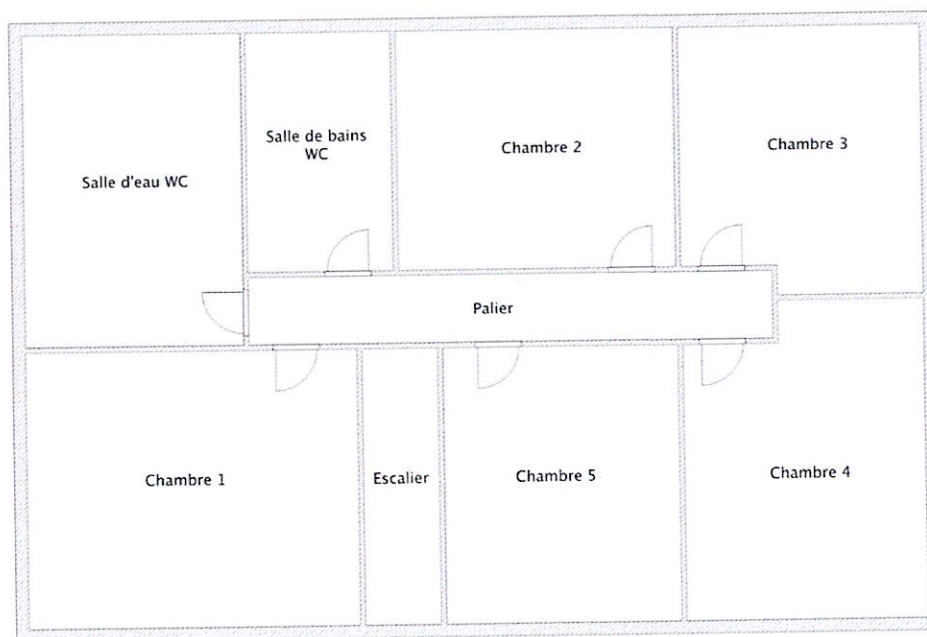 Salle d'eau WC
Salle de bains
WC
Chambre 2
Chambre 3
Palier
Chambre 1
Escalier
Chambre 5
Chambre 4